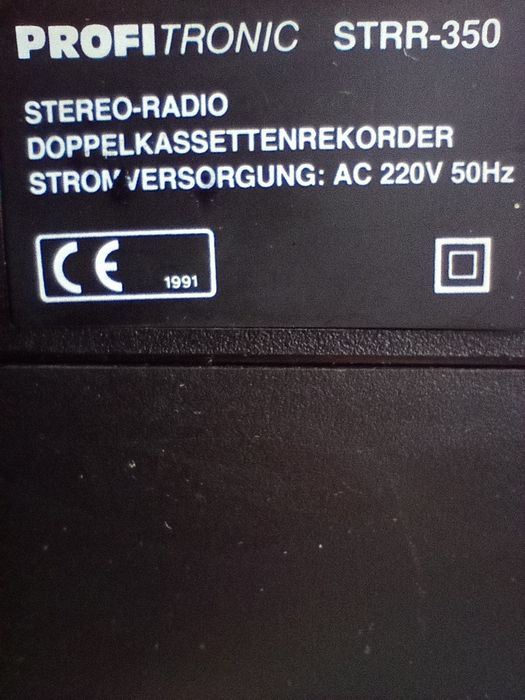 PROFITRONIC STRR-350
STEREO-RADIO
DOPPELKASSETTENREKORDER
STROMVERSORGUNG: AC 220V 50Hz
CE 1991